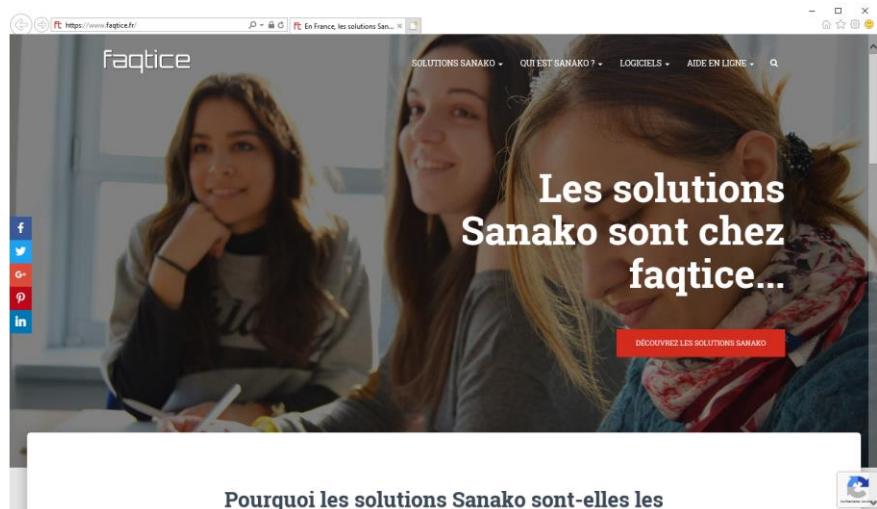 https://www.faqtice.fr/
En France, les solutions San...
faqtice
SOLUTIONS SANAKO
QUI EST SANAKO ?
LOGICIELS
AIDE EN LIGNE
Les solutions
Sanako sont chez
faqtice...
DÉCOUVREZ LES SOLUTIONS SANAKO
f
G+
in
Pourquoi les solutions Sanako sont-elles les